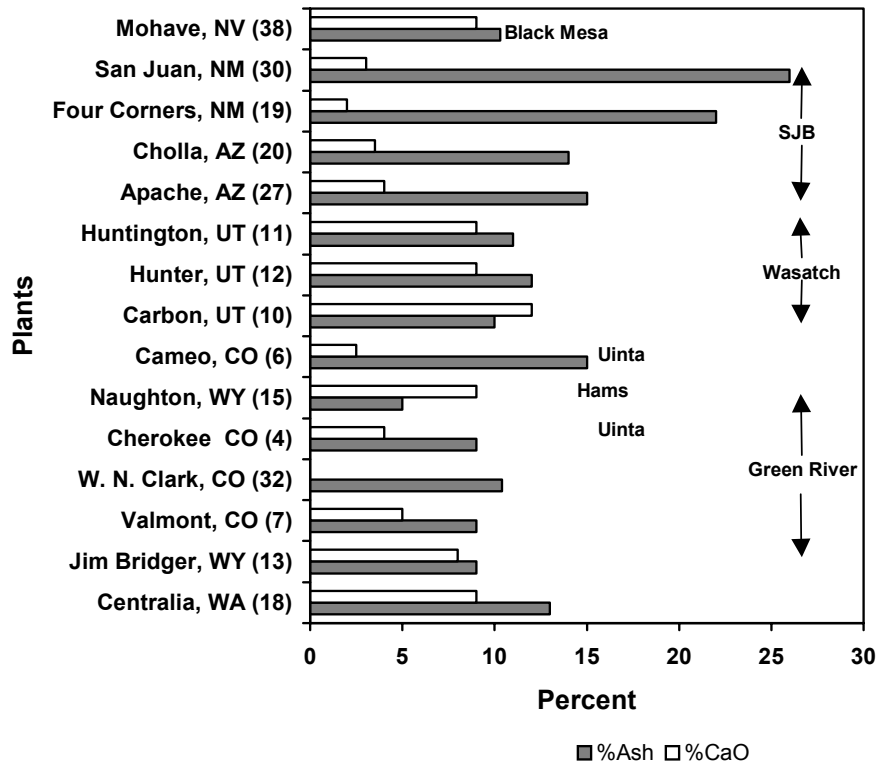 Mohave, NV (38)
Black Mesa
San Juan, NM (30)
Four Corners, NM (19)
SJB
Cholla, AZ (20)
Apache, AZ (27)
Huntington, UT (11)
Hunter, UT (12)
Wasatch
Carbon, UT (10)
Cameo, CO (6)
Uinta
Naughton, WY (15)
Hams
Cherokee CO (4)
Uinta
Green River
W. N. Clark, CO (32)
Valmont, CO (7)
Jim Bridger, WY (13)
Centralia, WA (18)
Plants
0 5 10 15 20 25 30
Percent
%Ash %CaO